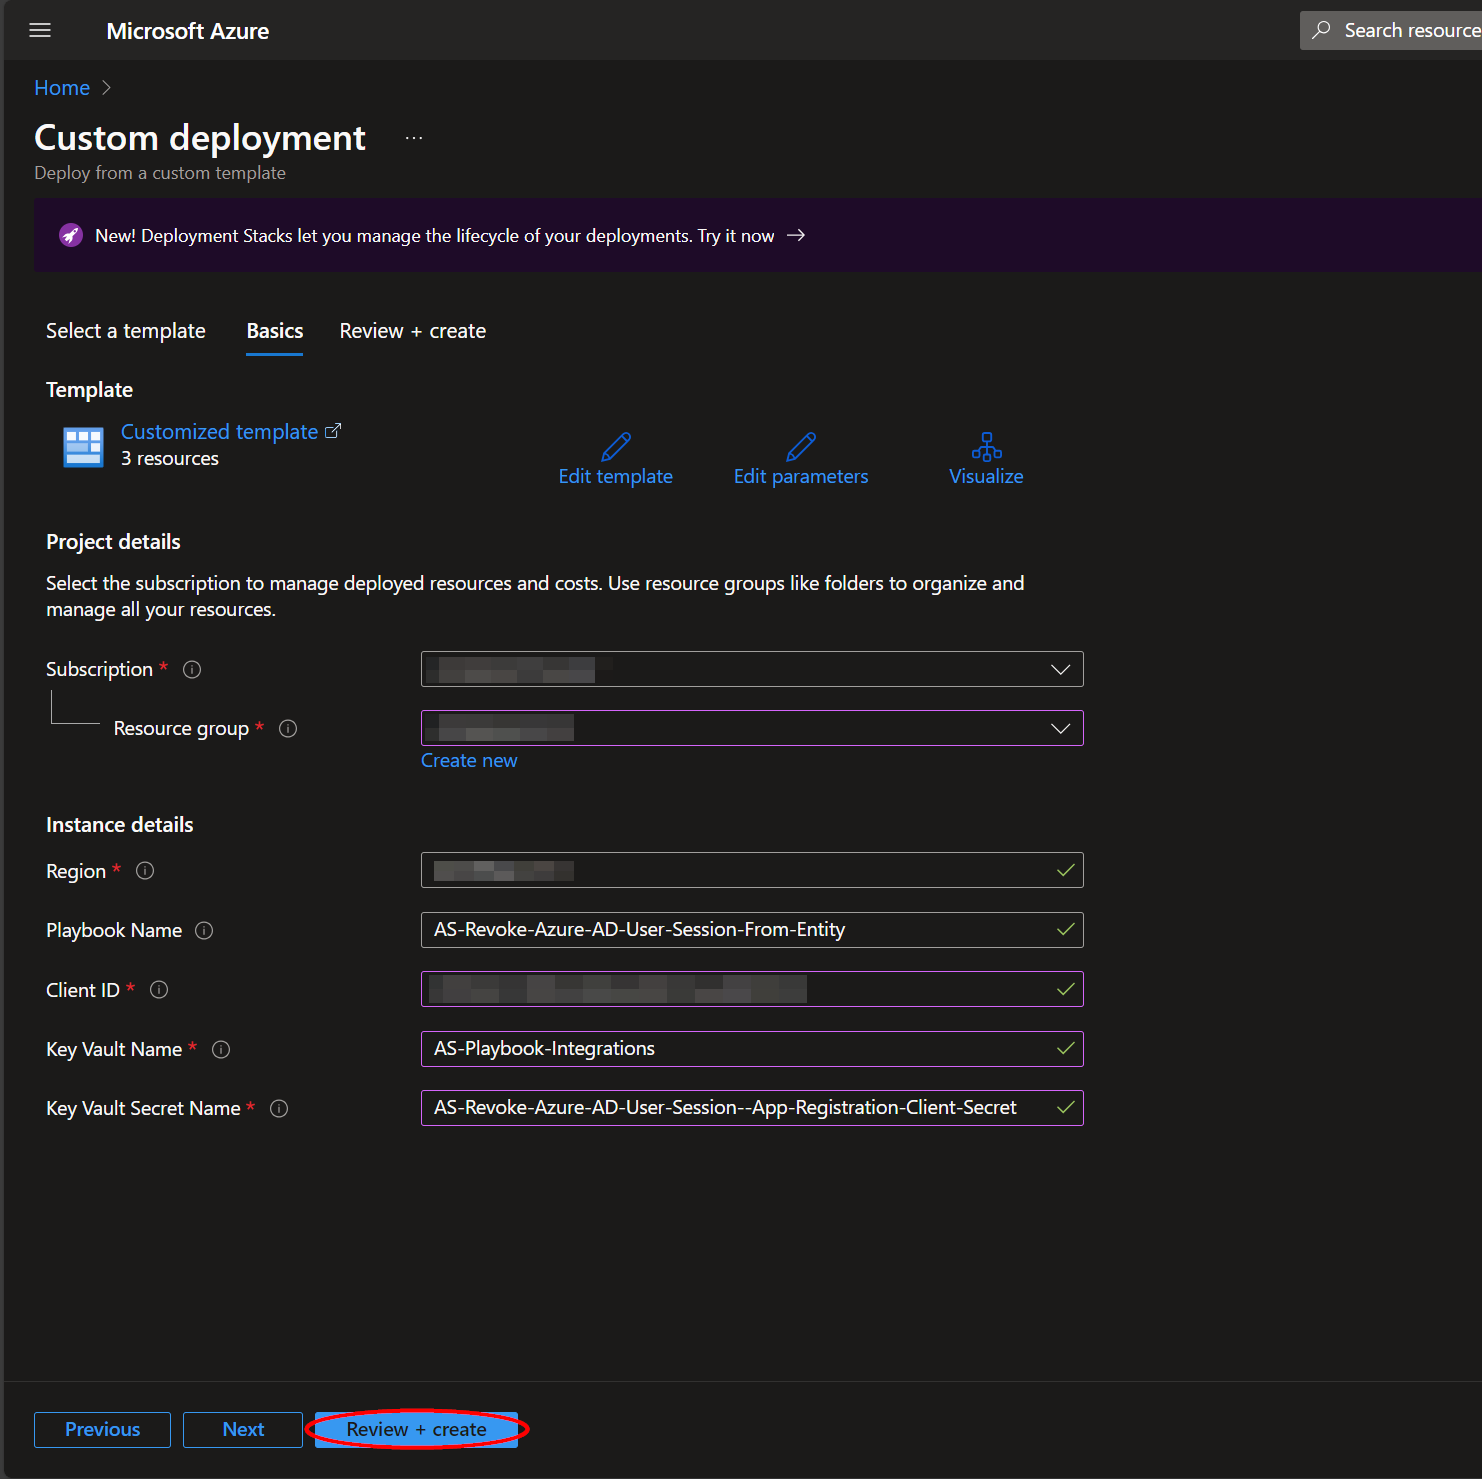 Microsoft Azure
Search resource
Home
Custom deployment ...
Deploy from a custom template
New! Deployment Stacks let you manage the lifecycle of your deployments. Try it now →
Select a template Basics Review + create
Template
Customized template
3 resources
Edit template Edit parameters Visualize
Project details
Select the subscription to manage deployed resources and costs. Use resource groups like folders to organize and
manage all your resources.
Subscription *
Resource group *
Create new
Instance details
Region *
Playbook Name AS-Revoke-Azure-AD-User-Session-From-Entity
Client ID *
Key Vault Name * AS-Playbook-Integrations
Key Vault Secret Name * AS-Revoke-Azure-AD-User-Session--App-Registration-Client-Secret
Previous Next Review + create